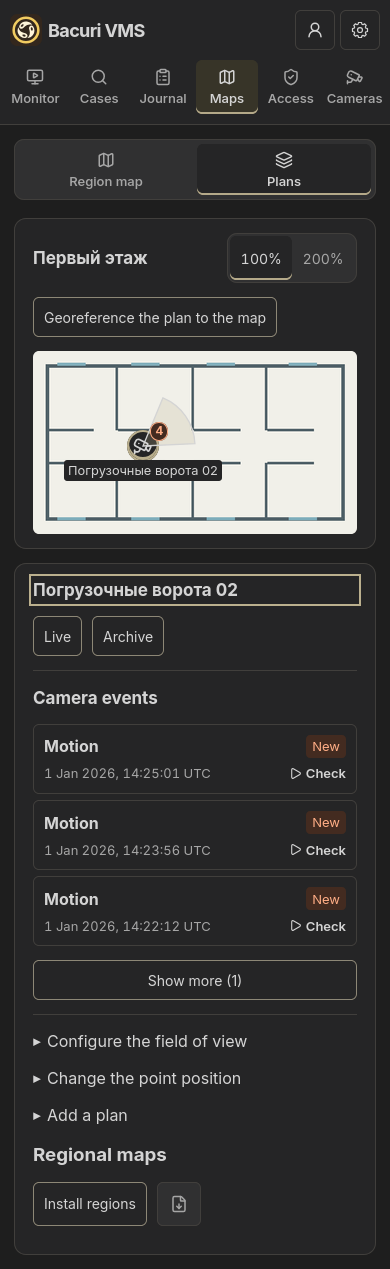 Bacuri VMS
Monitor Cases Journal Maps Access Cameras
Region map Plans
Первый этаж 100% 200%
Georeference the plan to the map
4
Погрузочные ворота 02
Погрузочные ворота 02
Live Archive
Camera events
Motion New
1 Jan 2026, 14:25:01 UTC Check
Motion New
1 Jan 2026, 14:23:56 UTC Check
Motion New
1 Jan 2026, 14:22:12 UTC Check
Show more (1)
Configure the field of view
Change the point position
Add a plan
Regional maps
Install regions